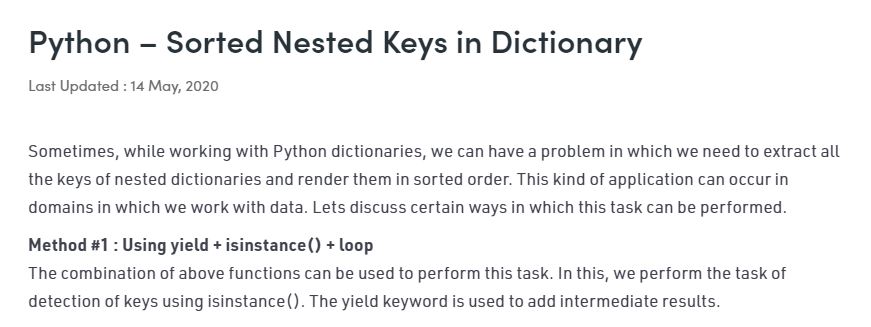 Python – Sorted Nested Keys in Dictionary
Last Updated : 14 May, 2020
Sometimes, while working with Python dictionaries, we can have a problem in which we need to extract all
the keys of nested dictionaries and render them in sorted order. This kind of application can occur in
domains in which we work with data. Lets discuss certain ways in which this task can be performed.
Method #1 : Using yield + isinstance() + loop
The combination of above functions can be used to perform this task. In this, we perform the task of
detection of keys using isinstance(). The yield keyword is used to add intermediate results.